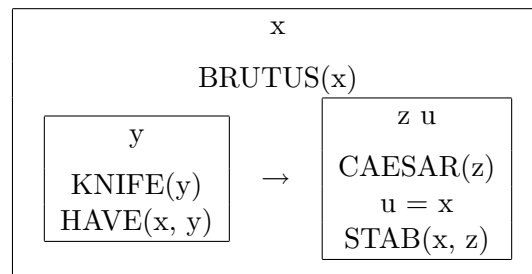 x
BRUTUS(x)
y
KNIFE(y)
HAVE(x, y)
→
z u
CAESAR(z)
u = x
STAB(x, z)